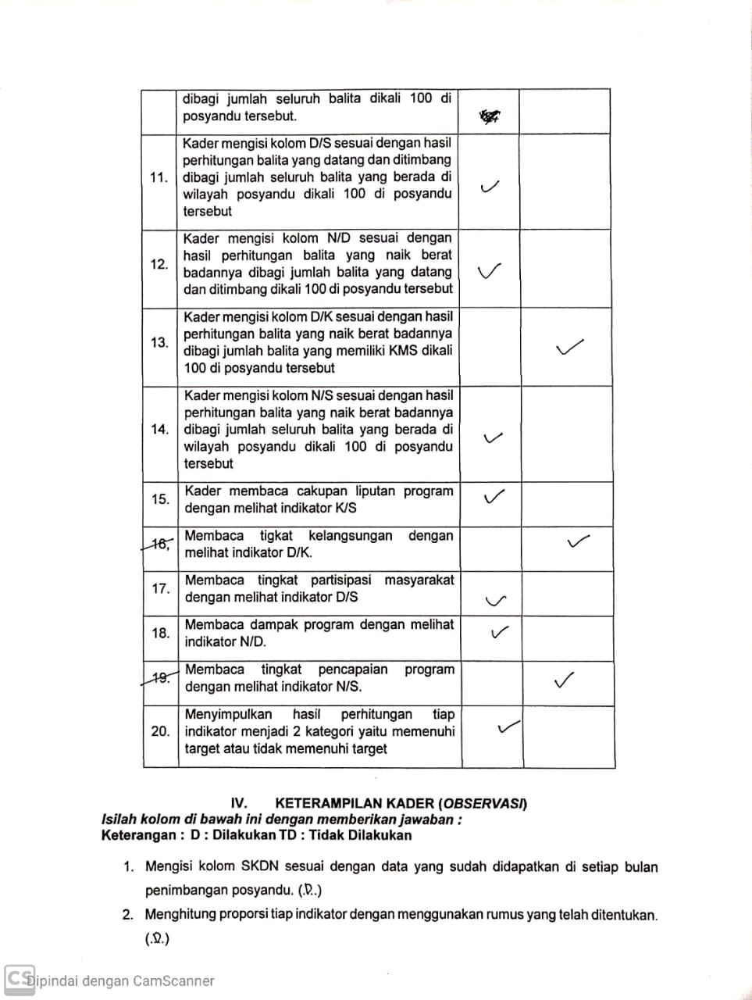 dibagi jumlah seluruh balita dikali 100 di
posyandu tersebut.
11.
Kader mengisi kolom D/S sesuai dengan hasil
perhitungan balita yang datang dan ditimbang
dibagi jumlah seluruh balita yang berada di
wilayah posyandu dikali 100 di posyandu
tersebut
✓
12.
Kader mengisi kolom N/D sesuai dengan
hasil perhitungan balita yang naik berat
badannya dibagi jumlah balita yang datang
dan ditimbang dikali 100 di posyandu tersebut
✓
13.
Kader mengisi kolom D/K sesuai dengan hasil
perhitungan balita yang naik berat badannya
dibagi jumlah balita yang memiliki KMS dikali
100 di posyandu tersebut
✓
14.
Kader mengisi kolom N/S sesuai dengan hasil
perhitungan balita yang naik berat badannya
dibagi jumlah seluruh balita yang berada di
wilayah posyandu dikali 100 di posyandu
tersebut
✓
15.
Kader membaca cakupan liputan program
dengan melihat indikator K/S
✓
16.
Membaca tigkat kelangsungan dengan
melihat indikator D/K.
✓
17.
Membaca tingkat partisipasi masyarakat
dengan melihat indikator D/S
✓
18.
Membaca dampak program dengan melihat
indikator N/D.
✓
19.
Membaca tingkat pencapaian program
dengan melihat indikator N/S.
✓
20.
Menyimpulkan hasil perhitungan tiap
indikator menjadi 2 kategori yaitu memenuhi
target atau tidak memenuhi target
✓
IV. KETERAMPILAN KADER (OBSERVASI)
Isilah kolom di bawah ini dengan memberikan jawaban :
Keterangan : D : Dilakukan TD : Tidak Dilakukan
1. Mengisi kolom SKDN sesuai dengan data yang sudah didapatkan di setiap bulan
penimbangan posyandu. (.D..)
2. Menghitung proporsi tiap indikator dengan menggunakan rumus yang telah ditentukan.
(.D.)
CS Dipindai dengan CamScanner